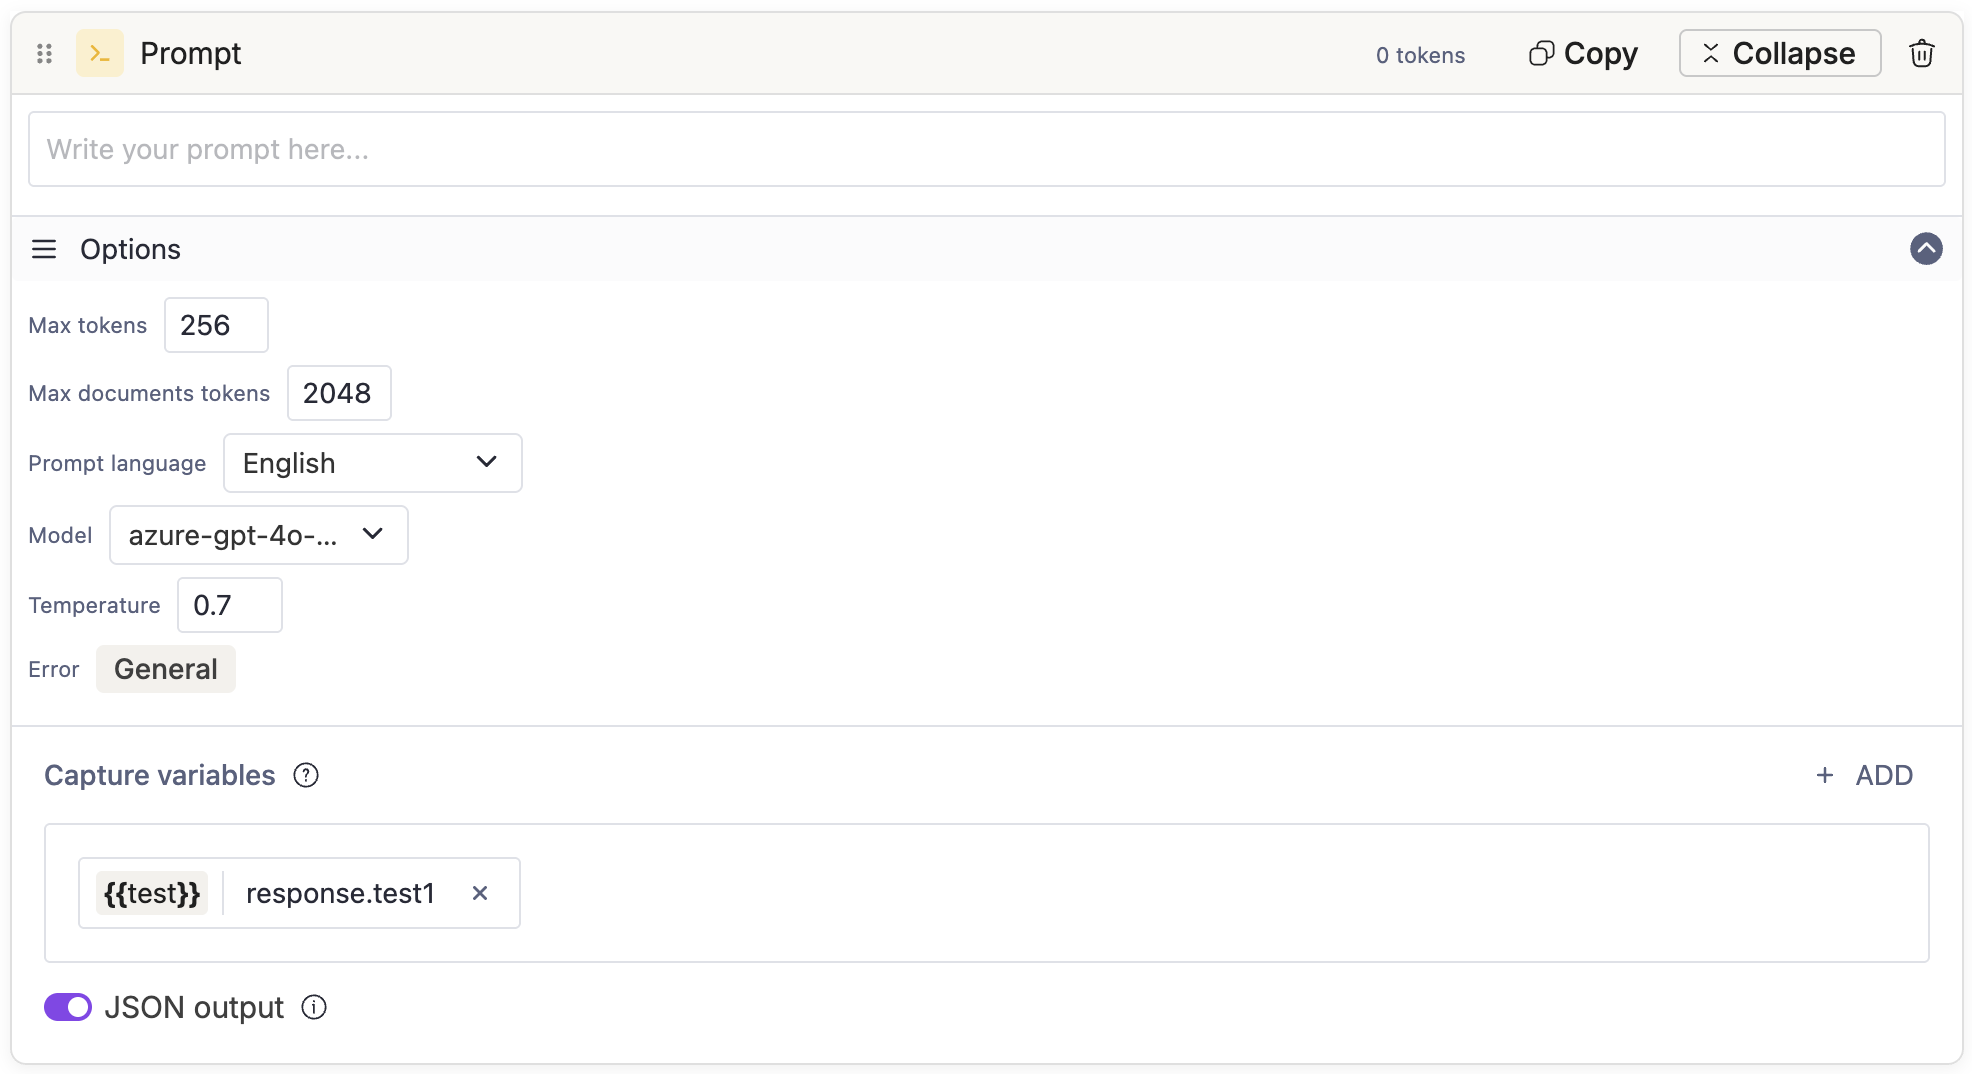 Prompt
0 tokens
Copy
Collapse
Write your prompt here...
Options
Max tokens 256
Max documents tokens 2048
Prompt language English
Model azure-gpt-4o-...
Temperature 0.7
Error General
Capture variables
+ ADD
{{test}} response.test1
JSON output